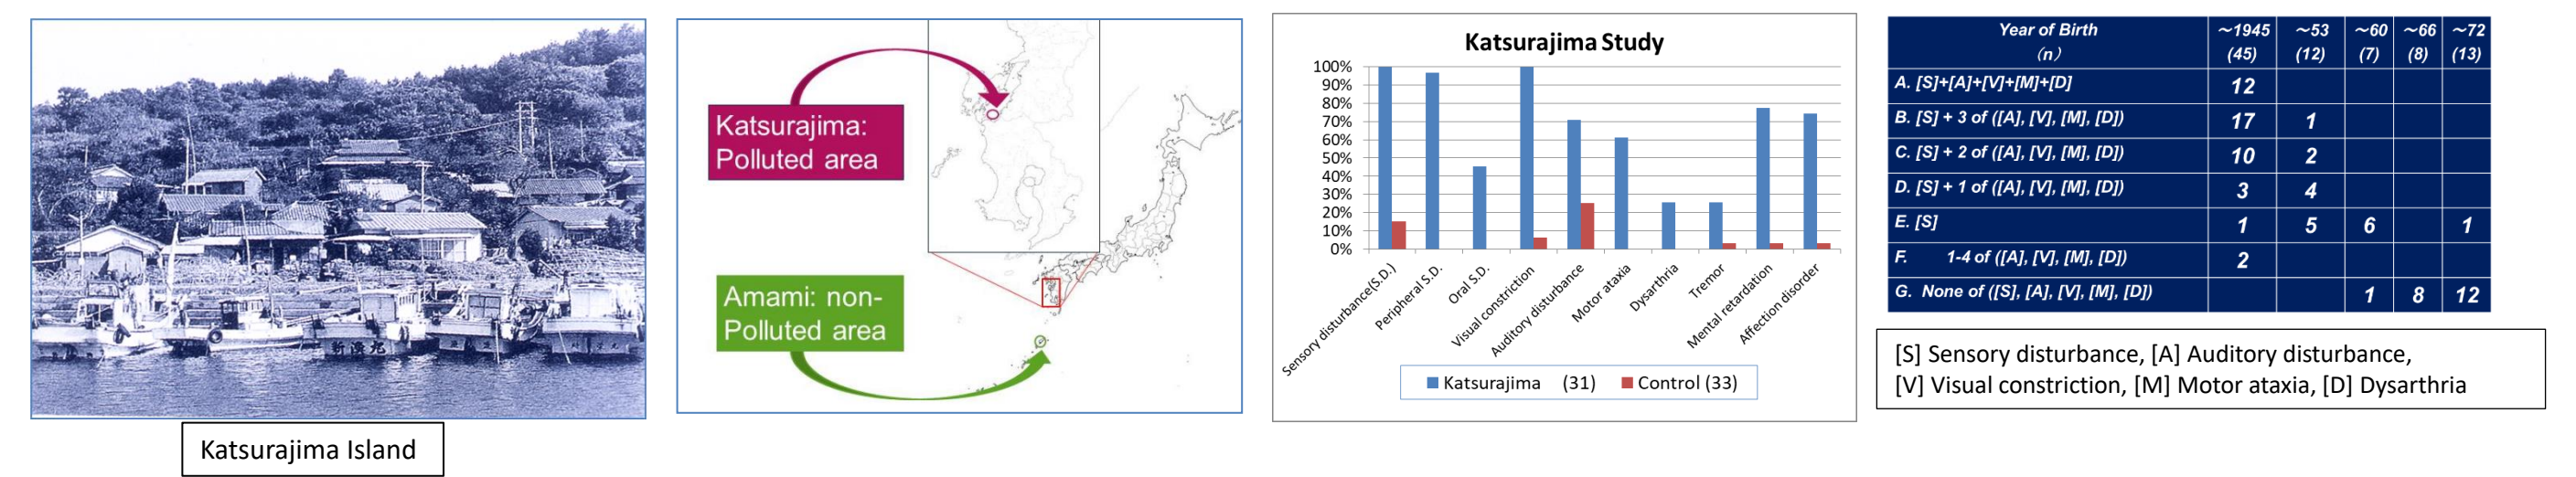 Katsurajima Island
Katsurajima:
Polluted area
Amami: non-
Polluted area
Katsurajima Study
100%
90%
80%
70%
60%
50%
40%
30%
20%
10%
0%
Sensory disturbance(S.D.)
Peripheral S.D.
Oral S.D.
Visual constriction
Auditory disturbance
Motor ataxia
Dysarthria
Tremor
Mental retardation
Affection disorder
Katsurajima (31) Control (33)
Year of Birth ~1945 ~53 ~60 ~66 ~72
(n) (45) (12) (7) (8) (13)
A. [S]+[A]+[V]+[M]+[D] 12
B. [S] + 3 of ([A], [V], [M], [D]) 17 1
C. [S] + 2 of ([A], [V], [M], [D]) 10 2
D. [S] + 1 of ([A], [V], [M], [D]) 3 4
E. [S] 1 5 6 1
F. 1-4 of ([A], [V], [M], [D]) 2
G. None of ([S], [A], [V], [M], [D]) 1 8 12
[S] Sensory disturbance, [A] Auditory disturbance,
[V] Visual constriction, [M] Motor ataxia, [D] Dysarthria